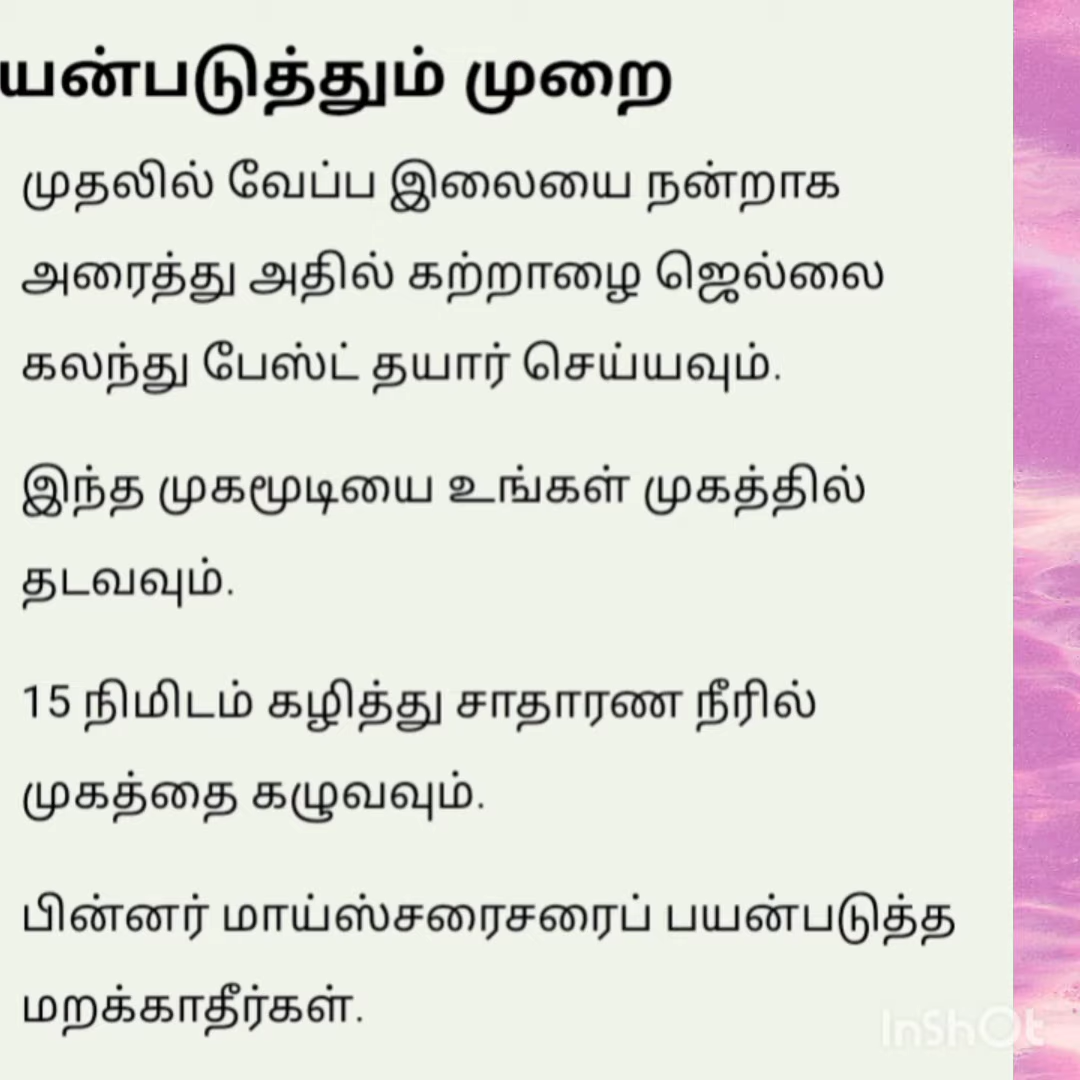 யன்படுத்தும் முறை
முதலில் வேப்ப இலையை நன்றாக
அரைத்து அதில் கற்றாழை ஜெல்லை
கலந்து பேஸ்ட் தயார் செய்யவும்.
இந்த முகமூடியை உங்கள் முகத்தில்
தடவவும்.
15 நிமிடம் கழித்து சாதாரண நீரில்
முகத்தை கழுவவும்.
பின்னர் மாய்ஸ்சரைசரைப் பயன்படுத்த
மறக்காதீர்கள்.
InShOt